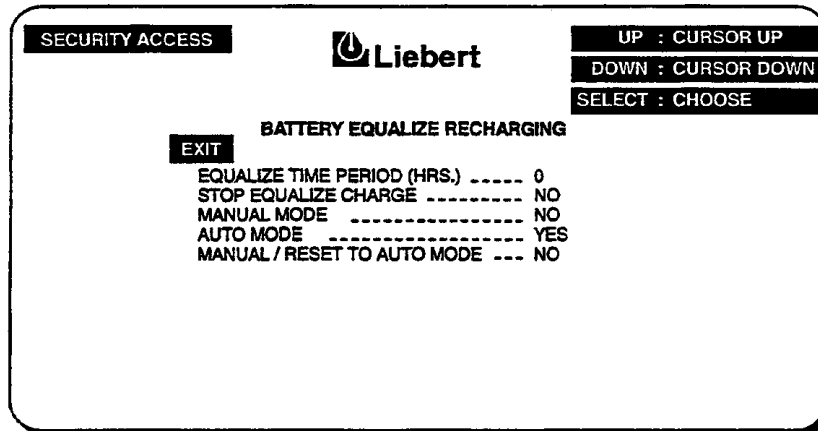 SECURITY ACCESS
Liebert
UP : CURSOR UP
DOWN : CURSOR DOWN
SELECT : CHOOSE
BATTERY EQUALIZE RECHARGING
EXIT
EQUALIZE TIME PERIOD (HRS.) ----- 0
STOP EQUALIZE CHARGE --------- NO
MANUAL MODE ---------------- NO
AUTO MODE ------------------ YES
MANUAL / RESET TO AUTO MODE --- NO